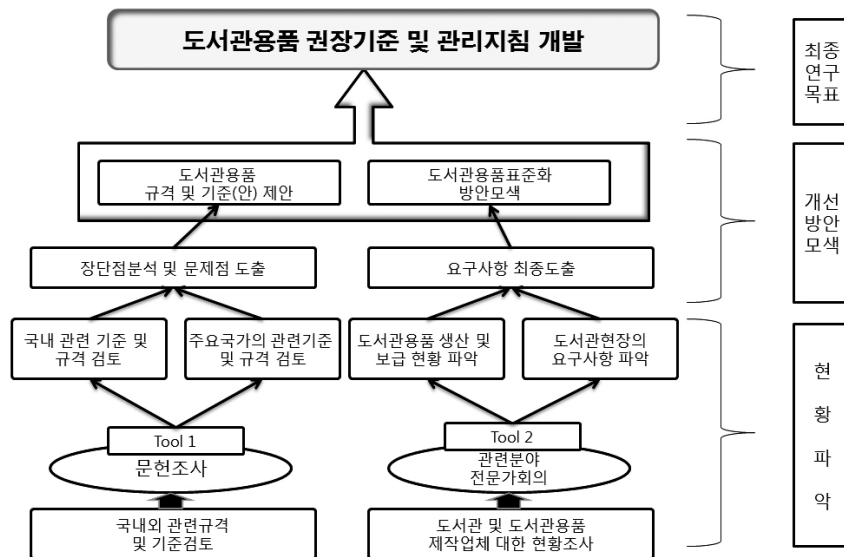 도서관용품 권장기준 및 관리지침 개발
최종
연구
목표
도서관용품
규격 및 기준(안) 제안
도서관용품표준화
방안모색
개선
방안
모색
장단점분석 및 문제점 도출
요구사항 최종도출
국내 관련 기준 및
규격 검토
주요국가의 관련기준
및 규격 검토
도서관용품 생산 및
보급 현황 파악
도서관현장의
요구사항 파악
현
황
파
악
Tool 1
문헌조사
Tool 2
관련분야
전문가회의
국내외 관련규격
및 기준검토
도서관 및 도서관용품
제작업체 대한 현황조사